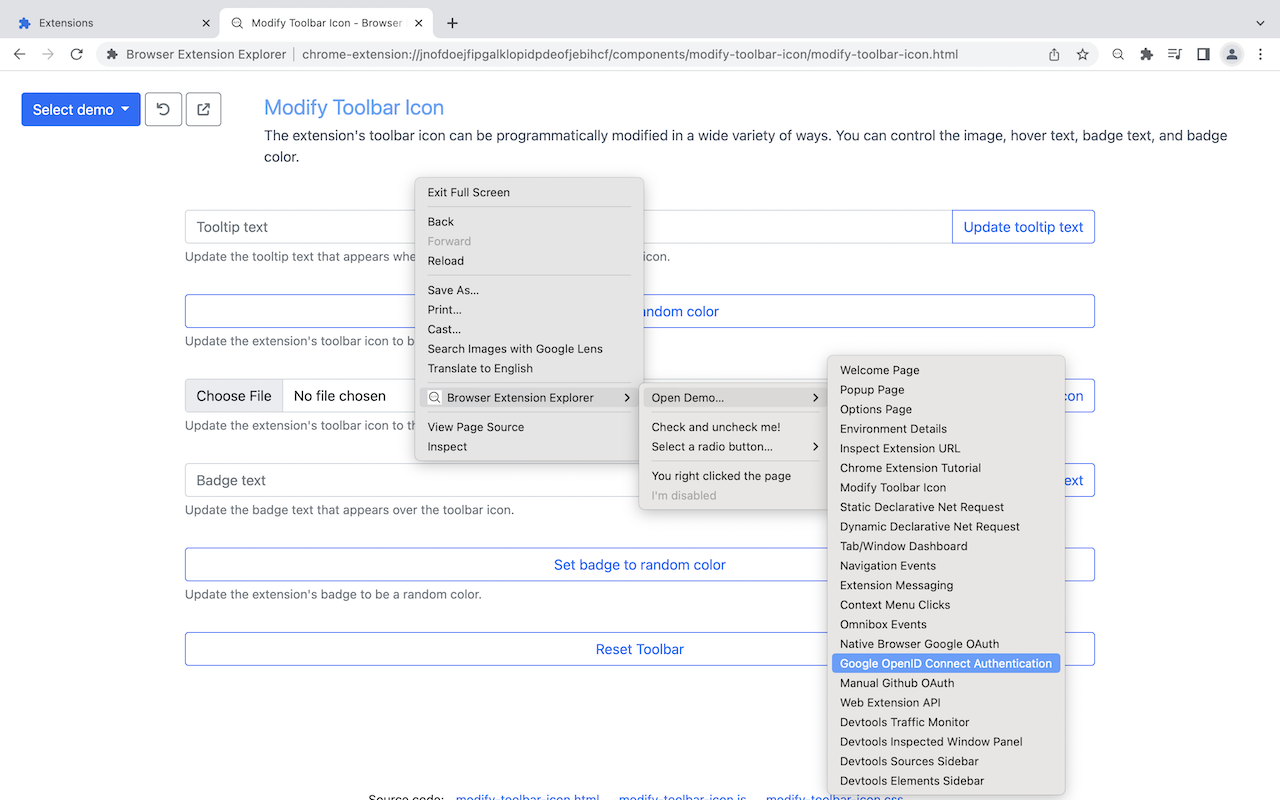 Extensions
Modify Toolbar Icon - Browser
Browser Extension Explorer
chrome-extension://jnofdoejfipgalklopidpdeofjebihcf/components/modify-toolbar-icon/modify-toolbar-icon.html
Select demo
Modify Toolbar Icon
The extension's toolbar icon can be programmatically modified in a wide variety of ways. You can control the image, hover text, badge text, and badge
color.
Tooltip text
Update tooltip text
Update the tooltip text that appears
icon.
random color
Update the extension's toolbar icon to
Choose File
No file chosen
Update the extension's toolbar icon to
Badge text
Update the badge text that appears over the toolbar icon.
Set badge to random color
Update the extension's badge to be a random color.
Reset Toolbar
Source code:
modify-toolbar-icon.html
modify-toolbar-icon.js
modify-toolbar-icon.css
Exit Full Screen
Back
Forward
Reload
Save As...
Print...
Cast...
Search Images with Google Lens
Translate to English
Browser Extension Explorer
View Page Source
Inspect
Open Demo...
Check and uncheck me!
Select a radio button...
You right clicked the page
I'm disabled
Welcome Page
Popup Page
Options Page
Environment Details
Inspect Extension URL
Chrome Extension Tutorial
Modify Toolbar Icon
Static Declarative Net Request
Dynamic Declarative Net Request
Tab/Window Dashboard
Navigation Events
Extension Messaging
Context Menu Clicks
Omnibox Events
Native Browser Google OAuth
Google OpenID Connect Authentication
Manual Github OAuth
Web Extension API
Devtools Traffic Monitor
Devtools Inspected Window Panel
Devtools Sources Sidebar
Devtools Elements Sidebar